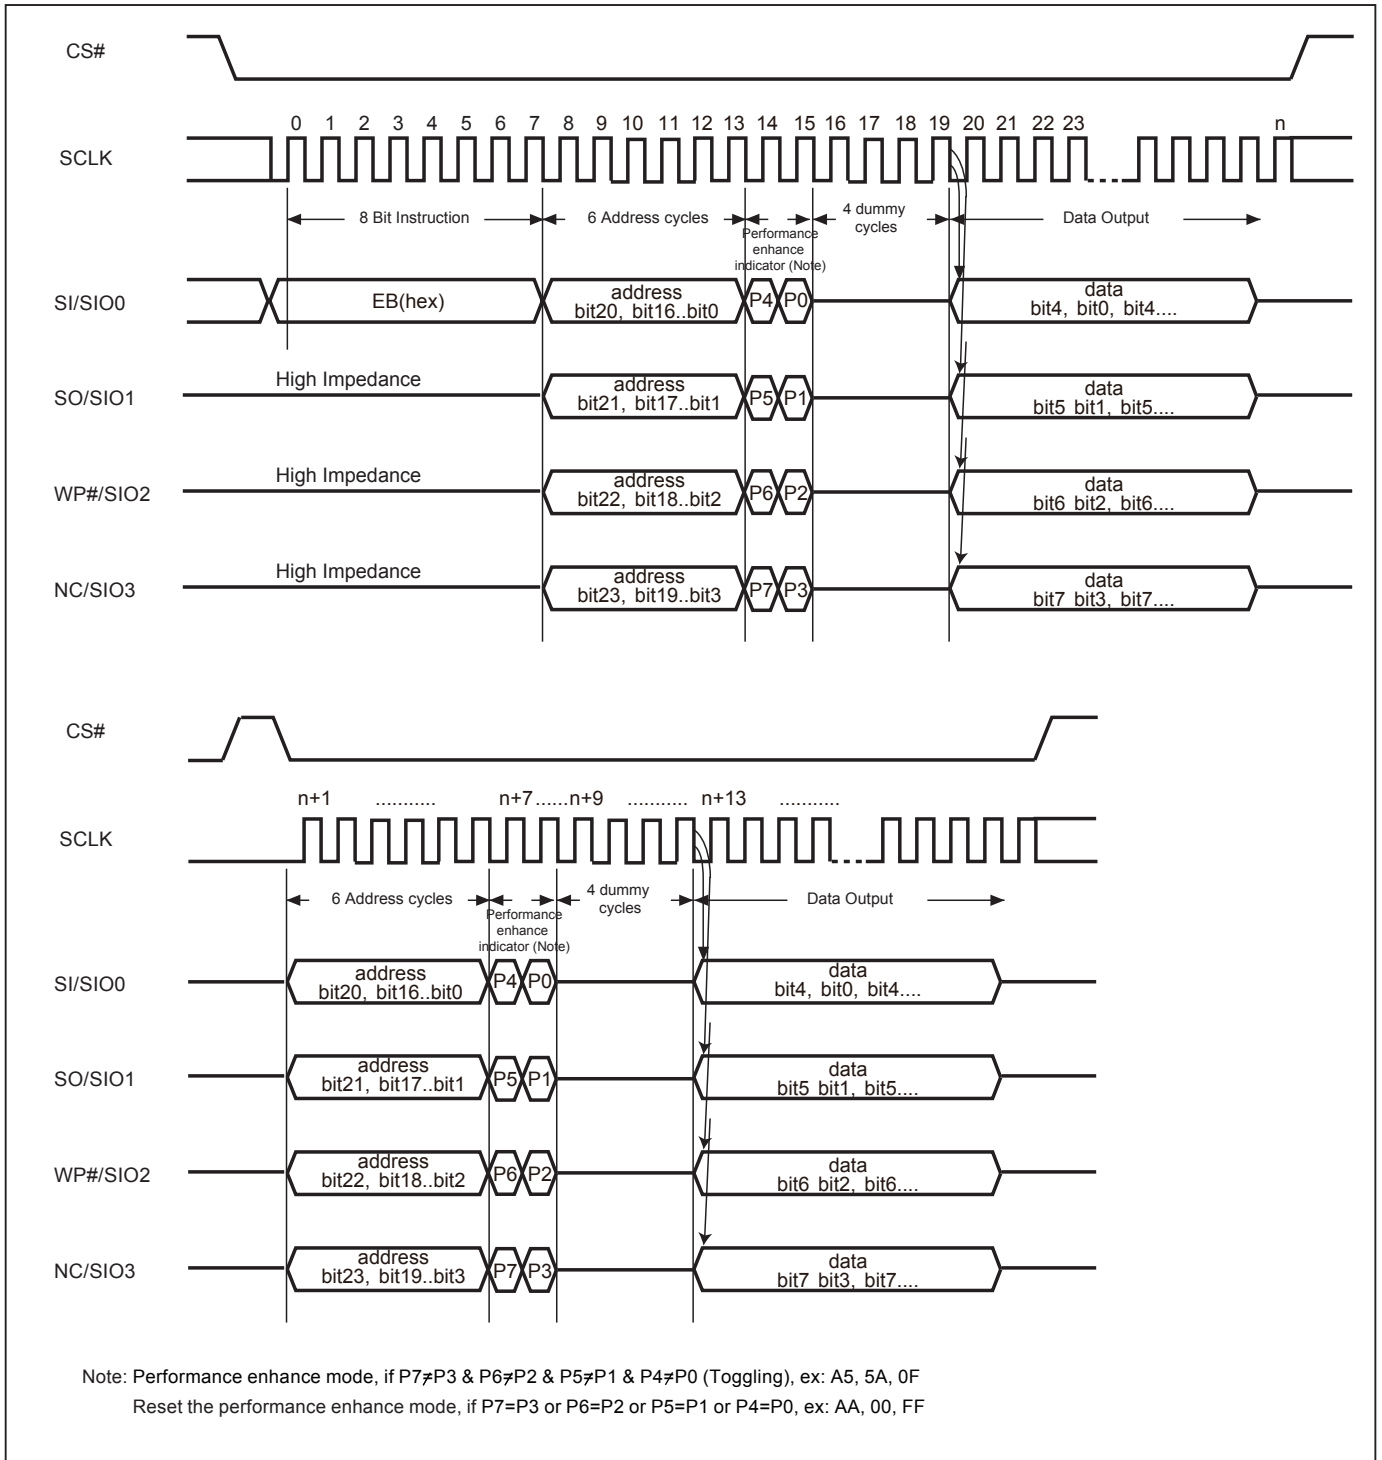 CS#
0 1 2 3 4 5 6 7 8 9 10 11 12 13 14 15 16 17 18 19 20 21 22 23 n
SCLK
8 Bit Instruction
6 Address cycles
Performance
enhance
indicator (Note)
4 dummy
cycles
Data Output
SI/SIO0
EB(hex)
address
bit20, bit16..bit0
P4 P0
data
bit4, bit0, bit4....
SO/SIO1
High Impedance
address
bit21, bit17..bit1
P5 P1
data
bit5 bit1, bit5....
WP#/SIO2
High Impedance
address
bit22, bit18..bit2
P6 P2
data
bit6 bit2, bit6....
NC/SIO3
High Impedance
address
bit23, bit19..bit3
P7 P3
data
bit7 bit3, bit7....
CS#
n+1 ........... n+7......n+9 ........... n+13 ...........
SCLK
6 Address cycles
Performance
enhance
indicator (Note)
4 dummy
cycles
Data Output
SI/SIO0
address
bit20, bit16..bit0
P4 P0
data
bit4, bit0, bit4....
SO/SIO1
address
bit21, bit17..bit1
P5 P1
data
bit5 bit1, bit5....
WP#/SIO2
address
bit22, bit18..bit2
P6 P2
data
bit6 bit2, bit6....
NC/SIO3
address
bit23, bit19..bit3
P7 P3
data
bit7 bit3, bit7....
Note: Performance enhance mode, if P7≠P3 & P6≠P2 & P5≠P1 & P4≠P0 (Toggling), ex: A5, 5A, 0F
Reset the performance enhance mode, if P7=P3 or P6=P2 or P5=P1 or P4=P0, ex: AA, 00, FF